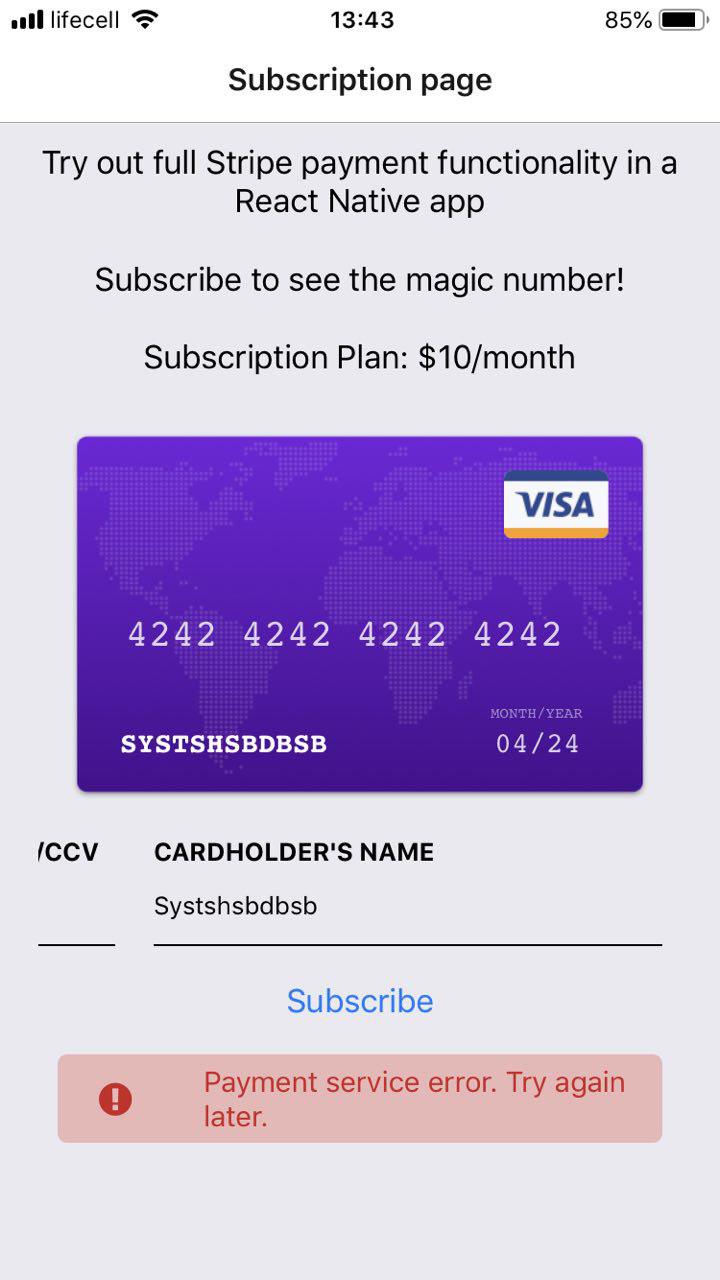 lifecell 13:43 85%
Subscription page
Try out full Stripe payment functionality in a
React Native app
Subscribe to see the magic number!
Subscription Plan: $10/month
VISA
4242 4242 4242 4242
MONTH/YEAR
SYSTSHSBDBSB 04/24
/CCV CARDHOLDER'S NAME
Systshsbdbsb
Subscribe
Payment service error. Try again
later.